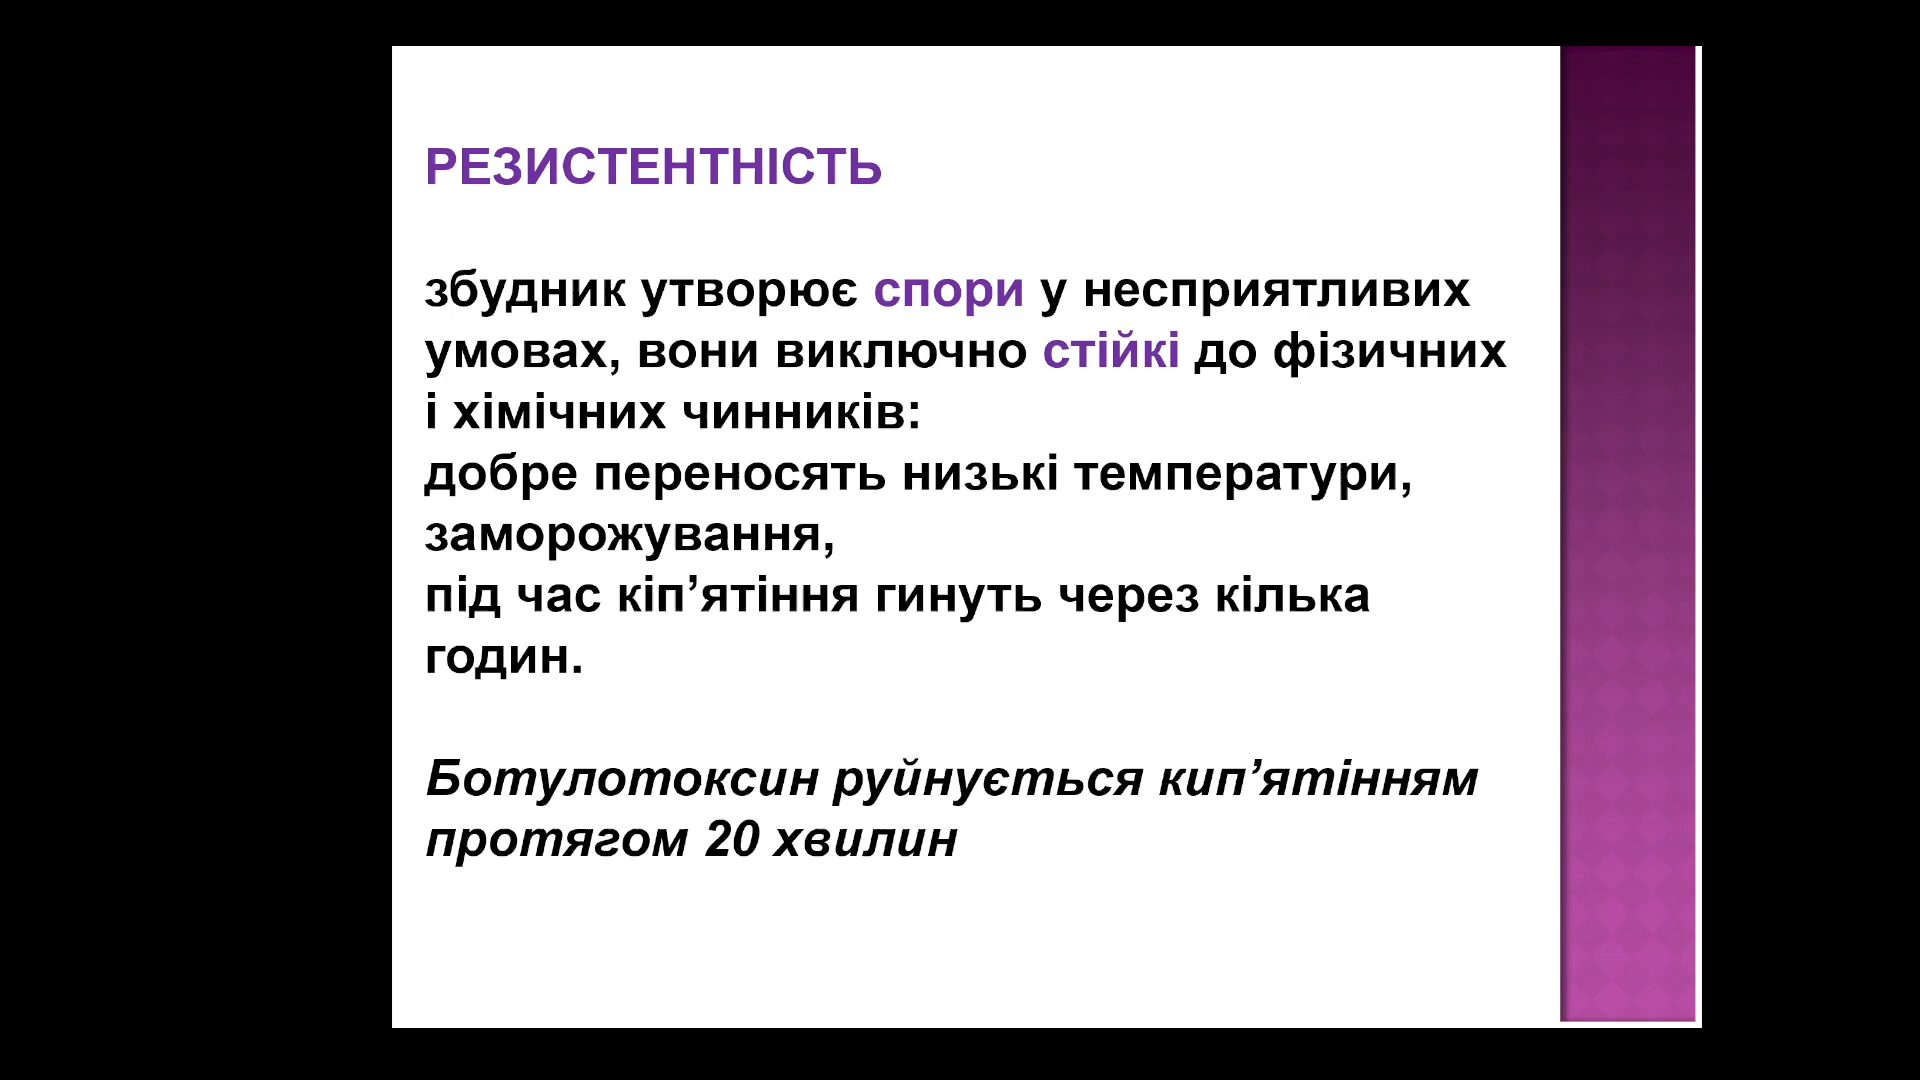 РЕЗИСТЕНТНІСТЬ
збудник утворює спори у несприятливих
умовах, вони виключно стійкі до фізичних
і хімічних чинників:
добре переносять низькі температури,
заморожування,
під час кіп’ятіння гинуть через кілька
годин.
Ботулотоксин руйнується кип’ятінням
протягом 20 хвилин